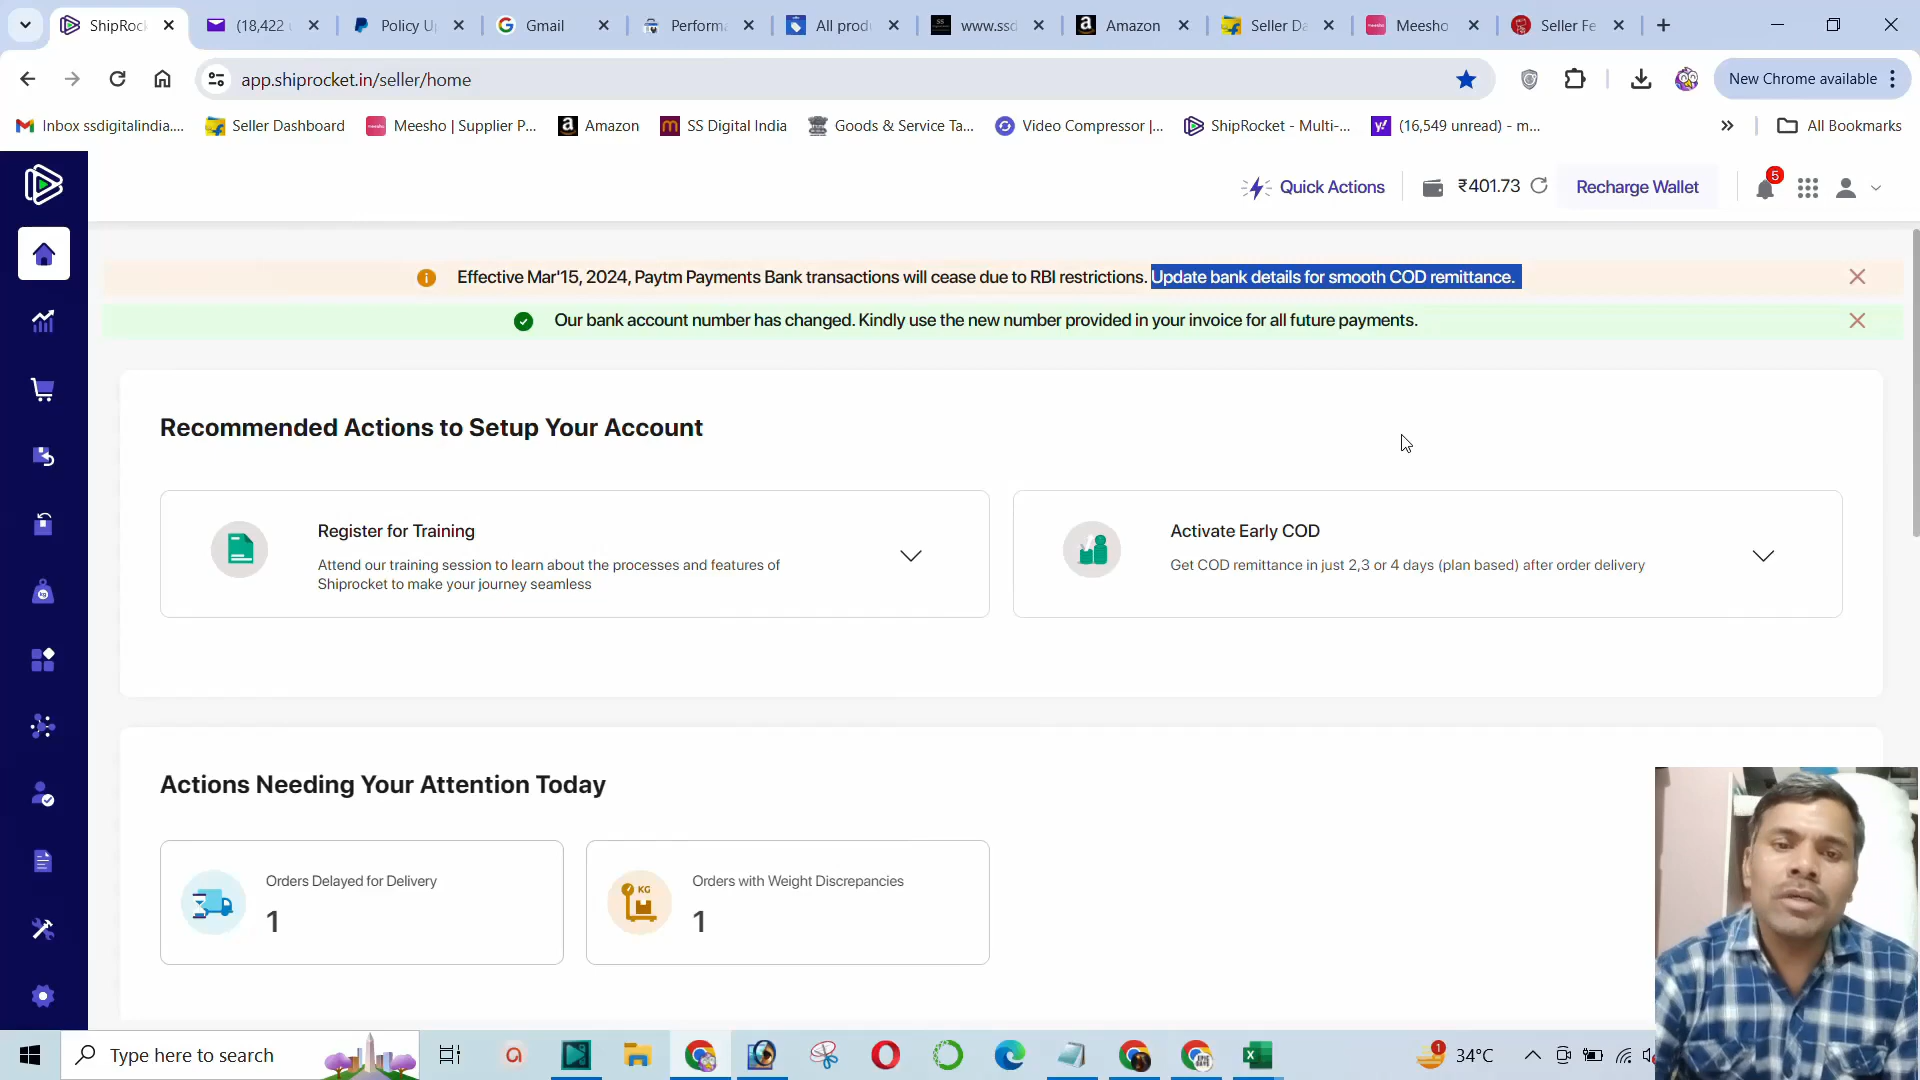 ShipRock
(18,422
Policy U
Gmail
Perform
All prod
www.ssd
Amazon
Seller Da
Meesho
Seller Fe
app.shiprocket.in/seller/home
New Chrome available
Inbox ssdigitalindia....
Seller Dashboard
Meesho | Supplier P...
Amazon
SS Digital India
Goods & Service Ta...
Video Compressor |...
ShipRocket - Multi-...
(16,549 unread) - m...
All Bookmarks
Quick Actions
₹401.73
Recharge Wallet
5
Effective Mar'15, 2024, Paytm Payments Bank transactions will cease due to RBI restrictions. Update bank details for smooth COD remittance.
Our bank account number has changed. Kindly use the new number provided in your invoice for all future payments.
Recommended Actions to Setup Your Account
Register for Training
Attend our training session to learn about the processes and features of
Shiprocket to make your journey seamless
Activate Early COD
Get COD remittance in just 2,3 or 4 days (plan based) after order delivery
Actions Needing Your Attention Today
Orders Delayed for Delivery
1
KG
Orders with Weight Discrepancies
1
Type here to search
1
34°C